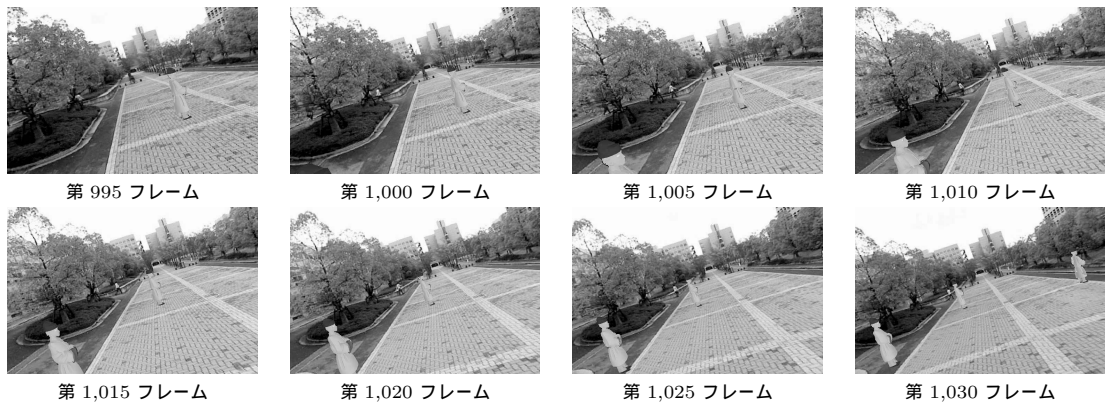 第 995 フレーム
第 1,000 フレーム
第 1,005 フレーム
第 1,010 フレーム
第 1,015 フレーム
第 1,020 フレーム
第 1,025 フレーム
第 1,030 フレーム